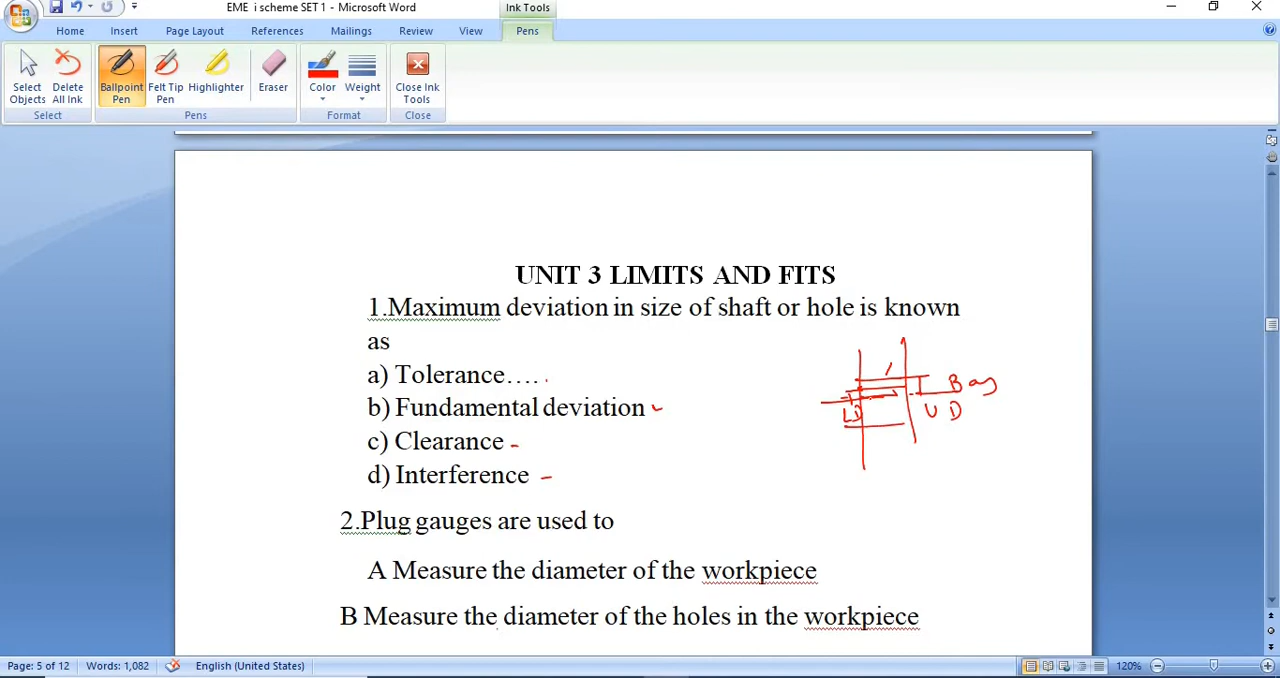 EME i scheme SET 1 - Microsoft Word
Ink Tools
Home Insert Page Layout References Mailings Review View Pens
Select Objects
Delete All Ink
Ballpoint Pen
Felt Tip Pen
Highlighter
Eraser
Color
Weight
Close Ink Tools
Select Pens Format Close
UNIT 3 LIMITS AND FITS
1.Maximum deviation in size of shaft or hole is known
as
a) Tolerance….
b) Fundamental deviation
c) Clearance
d) Interference
LD
U D
2.Plug gauges are used to
A Measure the diameter of the workpiece
B Measure the diameter of the holes in the workpiece
Page: 5 of 12 Words: 1,082 English (United States) 120%